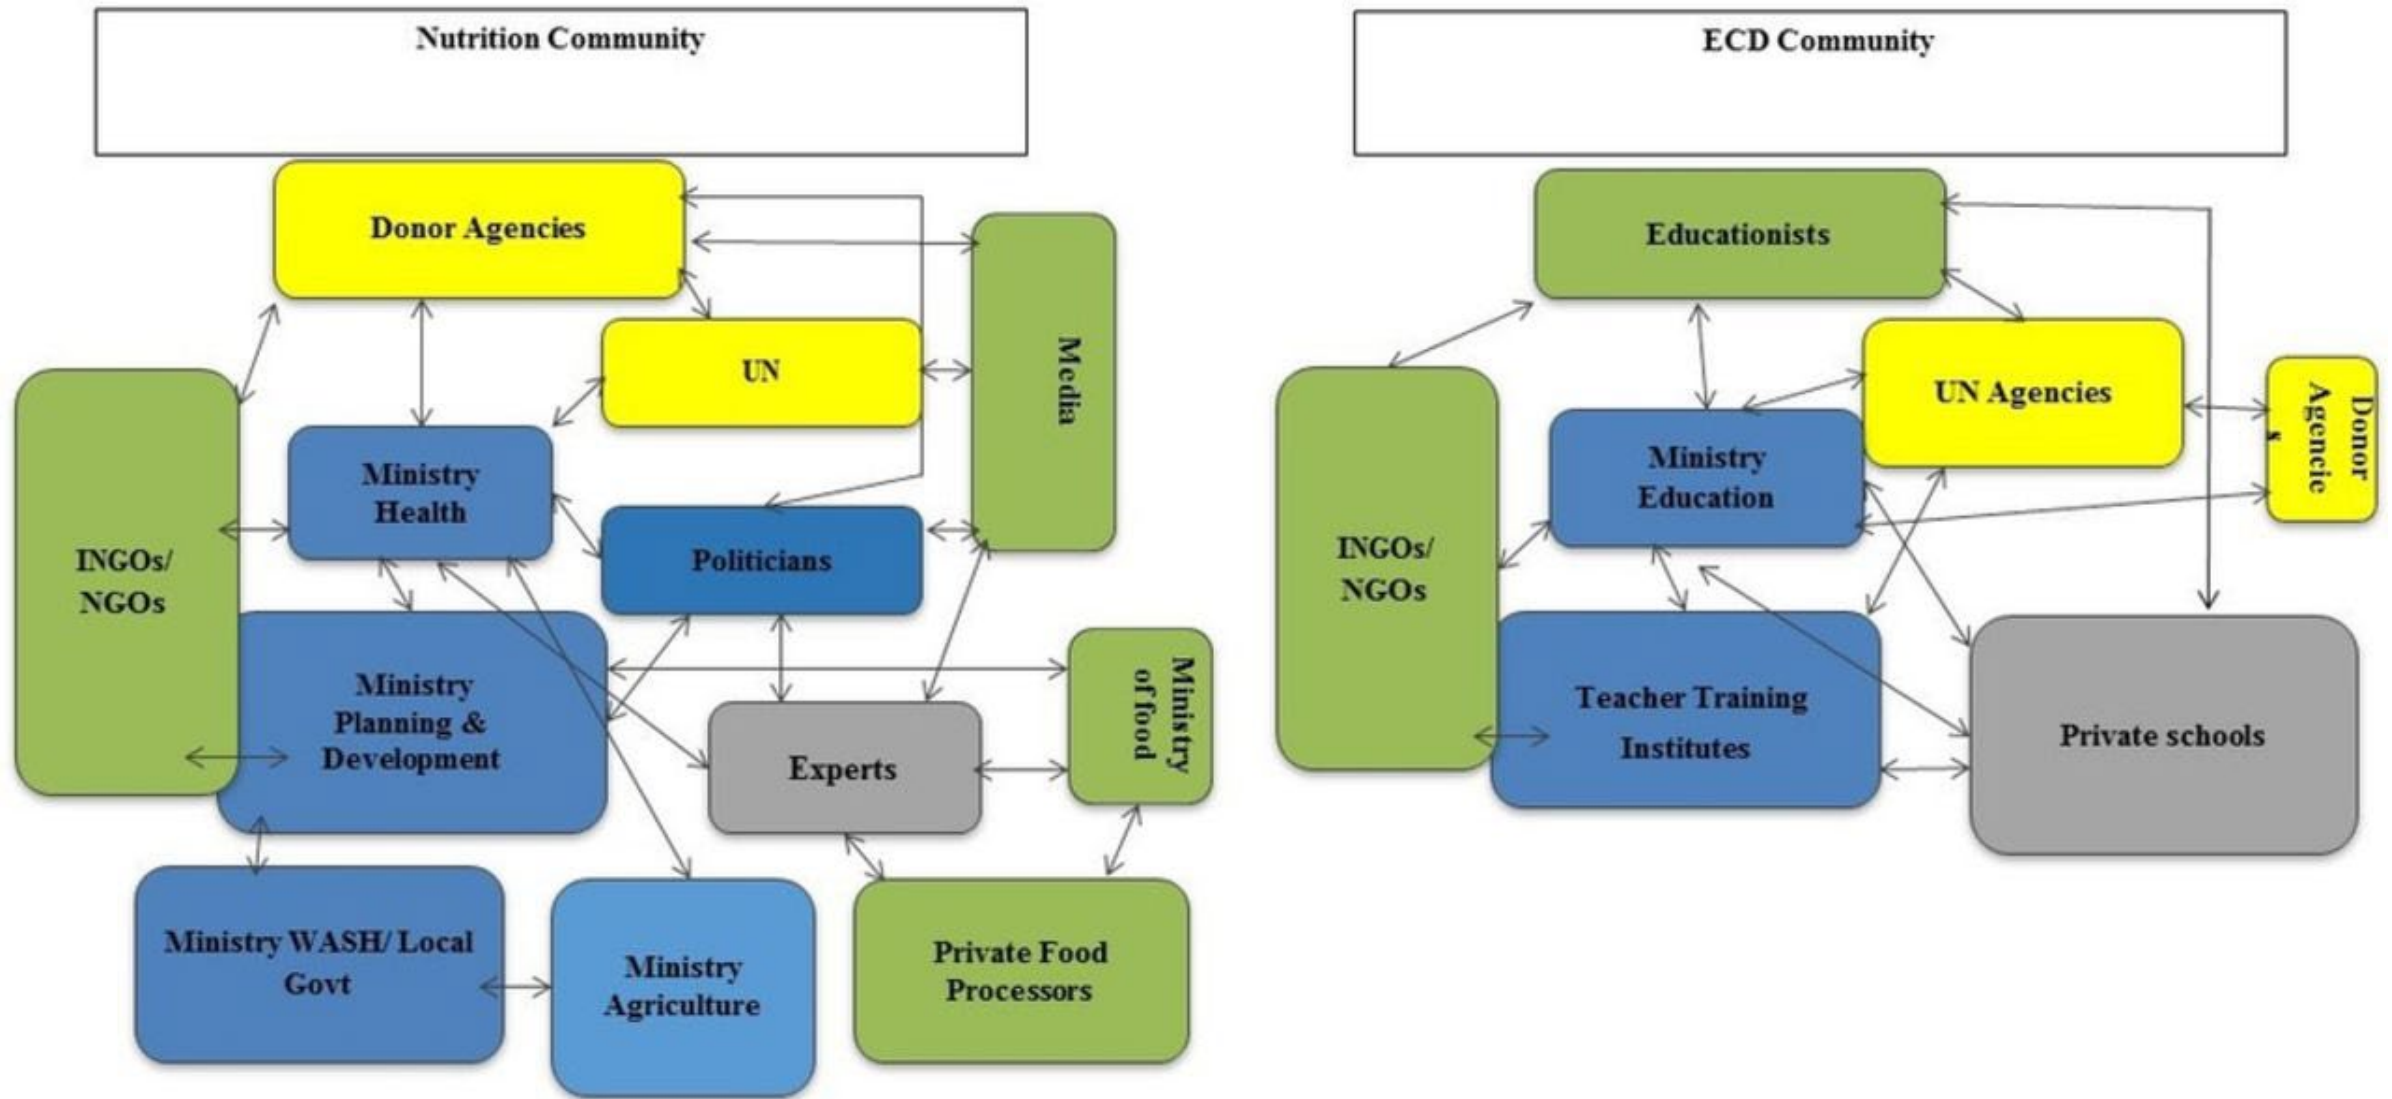 Nutrition Community
Donor Agencies
UN
Media
INGOs/
NGOs
Ministry
Health
Politicians
Ministry
Planning &
Development
Experts
Ministry
of food
Ministry WASH/ Local
Govt
Ministry
Agriculture
Private Food
Processors
ECD Community
Educationists
UN Agencies
Donor
Agencie
s
INGOs/
NGOs
Ministry
Education
Teacher Training
Institutes
Private schools